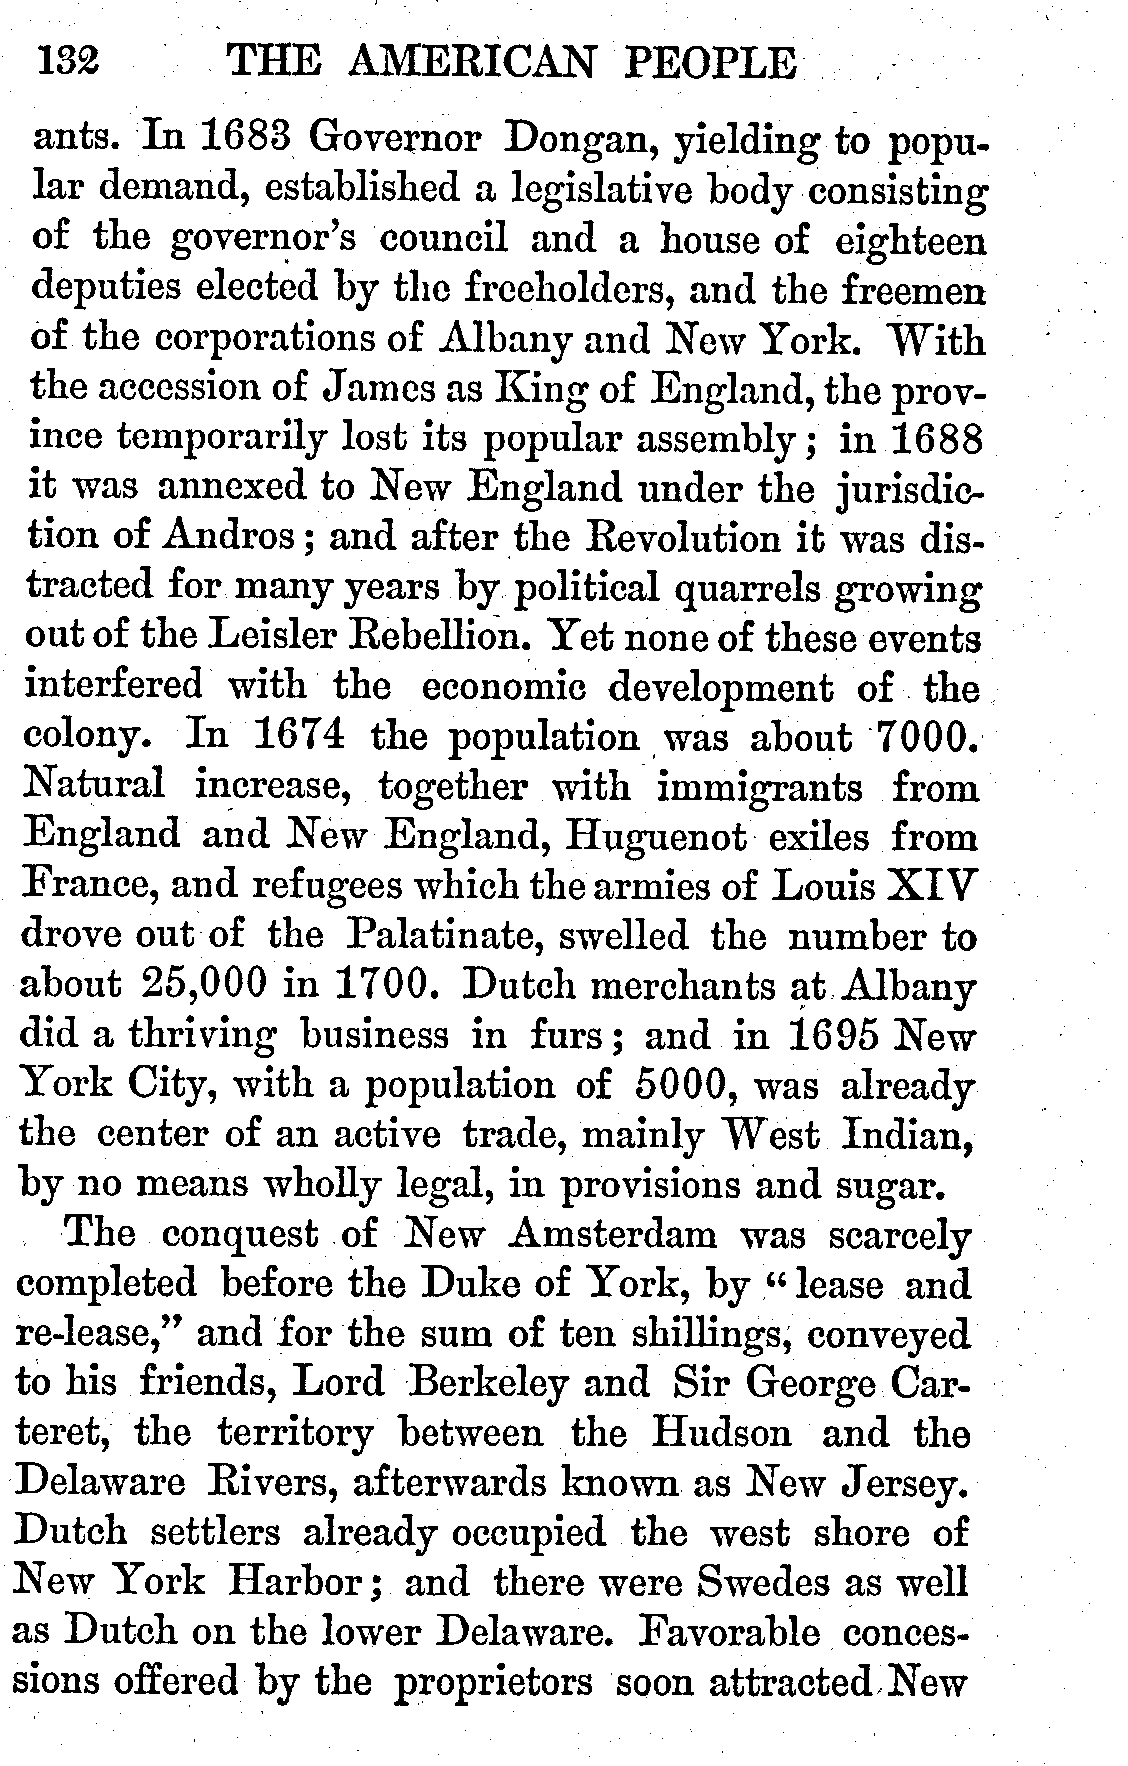 132 THE AMERICAN PEOPLE
ants. In 1683 Governor Dongan, yielding to popu-
lar demand, established a legislative body consisting
of the governor's council and a house of eighteen
deputies elected by the freeholders, and the freemen
of the corporations of Albany and New York. With
the accession of James as King of England, the prov-
ince temporarily lost its popular assembly; in 1688
it was annexed to New England under the jurisdic-
tion of Andros; and after the Revolution it was dis-
tracted for many years by political quarrels growing
out of the Leisler Rebellion. Yet none of these events
interfered with the economic development of the
colony. In 1674 the population was about 7000.
Natural increase, together with immigrants from
England and New England, Huguenot exiles from
France, and refugees which the armies of Louis XIV
drove out of the Palatinate, swelled the number to
about 25,000 in 1700. Dutch merchants at Albany
did a thriving business in furs; and in 1695 New
York City, with a population of 5000, was already
the center of an active trade, mainly West Indian,
by no means wholly legal, in provisions and sugar.
The conquest of New Amsterdam was scarcely
completed before the Duke of York, by "lease and
re-lease," and for the sum of ten shillings, conveyed
to his friends, Lord Berkeley and Sir George Car-
teret, the territory between the Hudson and the
Delaware Rivers, afterwards known as New Jersey.
Dutch settlers already occupied the west shore of
New York Harbor; and there were Swedes as well
as Dutch on the lower Delaware. Favorable conces-
sions offered by the proprietors soon attracted New